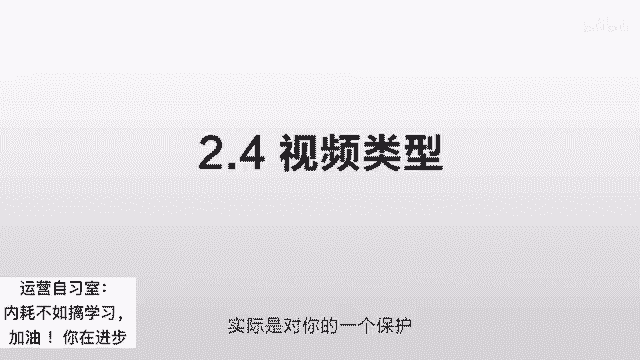 2.4 视频类型
运营自习室：
内耗不如搞学习，
加油！你在进步
实际是对你的一个保护